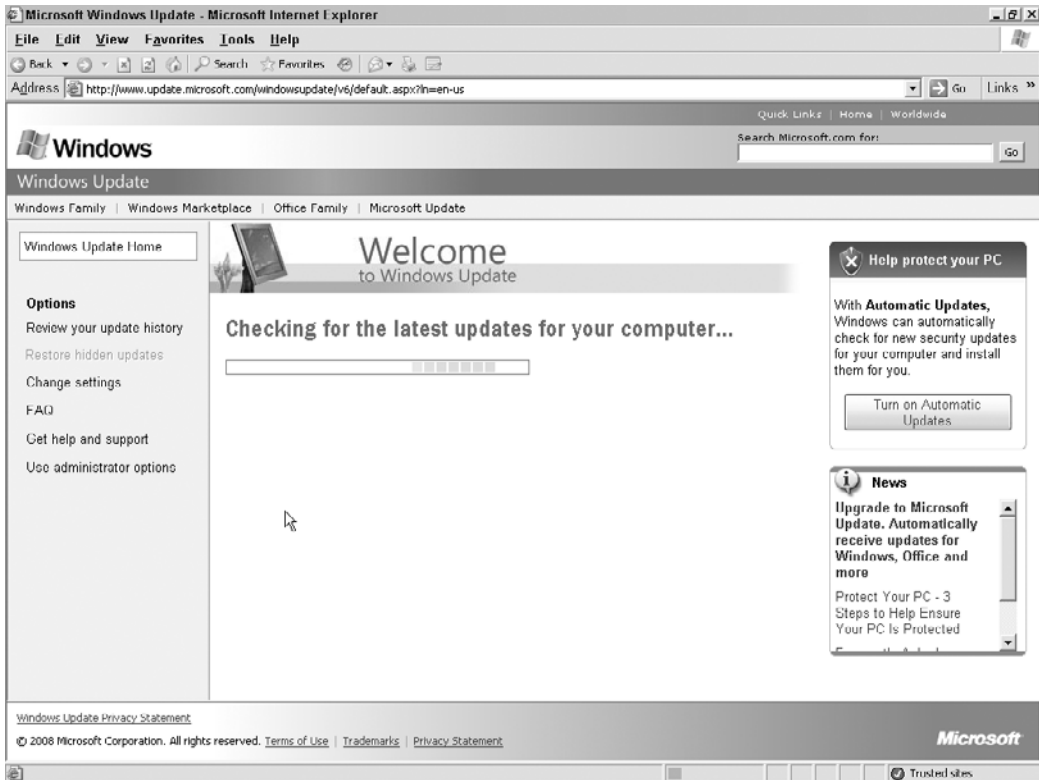 Microsoft Windows Update - Microsoft Internet Explorer
File Edit View Favorites Tools Help
Back Search Favorites
Address http://www.update.microsoft.com/windowsupdate/v6/default.aspx?ln=en-us Go Links »
Quick Links | Home | Worldwide
Windows
Search Microsoft.com for:
Go
Windows Update
Windows Family | Windows Marketplace | Office Family | Microsoft Update
Windows Update Home
Options
Review your update history
Restore hidden updates
Change settings
FAQ
Get help and support
Use administrator options
Welcome
to Windows Update
Checking for the latest updates for your computer...
Help protect your PC
With Automatic Updates,
Windows can automatically
check for new security updates
for your computer and install
them for you.
Turn on Automatic
Updates
News
Upgrade to Microsoft
Update. Automatically
receive updates for
Windows, Office and
more
Protect Your PC - 3
Steps to Help Ensure
Your PC Is Protected
Windows Update Privacy Statement
© 2008 Microsoft Corporation. All rights reserved. Terms of Use | Trademarks | Privacy Statement
Microsoft
Trusted sites